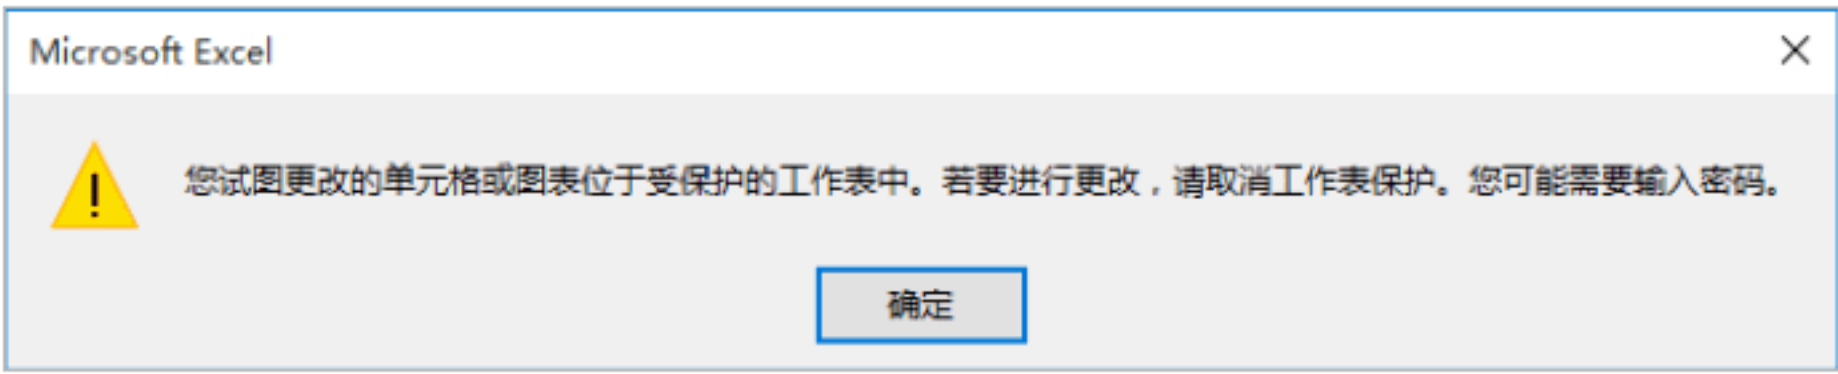 Microsoft Excel
您试图更改的单元格或图表位于受保护的工作表中。若要进行更改，请取消工作表保护。您可能需要输入密码。
确定